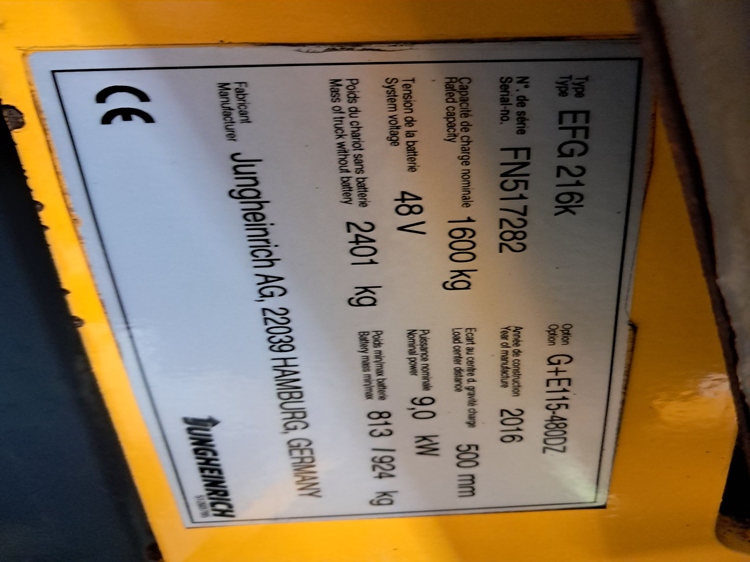 Type
Type EFG 216k
Option
Option G+E115-480DZ
N°. de série
Serial-no. FN517282
Année de construction
Year of manufacture 2016
Capacité de charge nominale
Rated capacity 1600 kg
Ecart au centre d. gravité charge
Load center distance 500 mm
Tension de la batterie
System voltage 48 V
Puissance nominale
Nominal power 9,0 kW
Poids du chariot sans batterie
Mass of truck without battery 2401 kg
Poids min/max batterie
Battery mass min/max 813 / 924 kg
Fabricant
Manufacturer Jungheinrich AG, 22039 HAMBURG, GERMANY
CE
JUNGHEINRICH